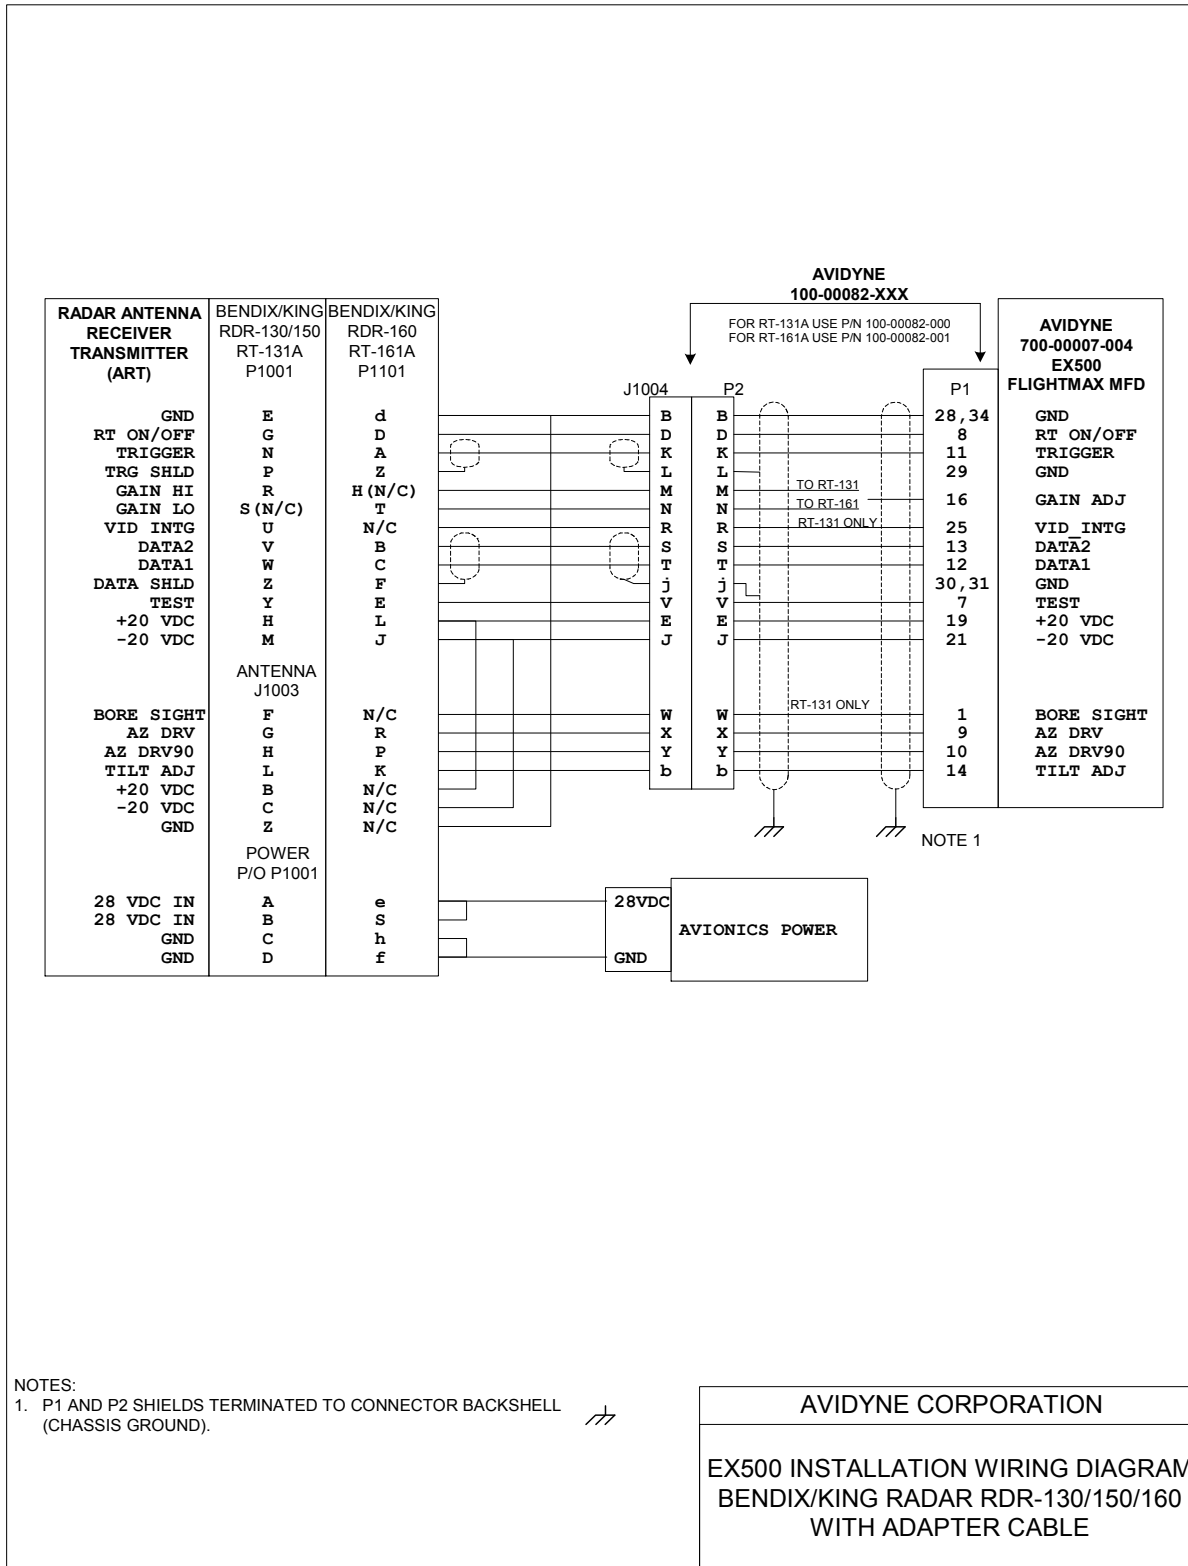 AVIDYNE
100-00082-XXX
FOR RT-131A USE P/N 100-00082-000
FOR RT-161A USE P/N 100-00082-001
RADAR ANTENNA
RECEIVER
TRANSMITTER
(ART)
BENDIX/KING
RDR-130/150
RT-131A
P1001
BENDIX/KING
RDR-160
RT-161A
P1101
J1004
P2
P1
AVIDYNE
700-00007-004
EX500
FLIGHTMAX MFD
GND E d B B 28,34 GND
RT ON/OFF G D D D 8 RT ON/OFF
TRIGGER N A K K 11 TRIGGER
TRG SHLD P Z L L 29 GND
GAIN HI R H(N/C) M M TO RT-131
16 GAIN ADJ
GAIN LO S(N/C) T N N TO RT-161
VID INTG U N/C R R RT-131 ONLY 25 VID_INTG
DATA2 V B S S 13 DATA2
DATA1 W C T T 12 DATA1
DATA SHLD Z F j j 30,31 GND
TEST Y E V V 7 TEST
+20 VDC H L E E 19 +20 VDC
-20 VDC M J J J 21 -20 VDC
ANTENNA
J1003
RT-131 ONLY
BORE SIGHT F N/C W W 1 BORE SIGHT
AZ DRV G R X X 9 AZ DRV
AZ DRV90 H P Y Y 10 AZ DRV90
TILT ADJ L K b b 14 TILT ADJ
+20 VDC B N/C
-20 VDC C N/C
GND Z N/C
NOTE 1
POWER
P/O P1001
28 VDC IN A e 28VDC
28 VDC IN B S
AVIONICS POWER
GND C h
GND D f GND
NOTES:
1. P1 AND P2 SHIELDS TERMINATED TO CONNECTOR BACKSHELL
(CHASSIS GROUND).
AVIDYNE CORPORATION
EX500 INSTALLATION WIRING DIAGRAM
BENDIX/KING RADAR RDR-130/150/160
WITH ADAPTER CABLE